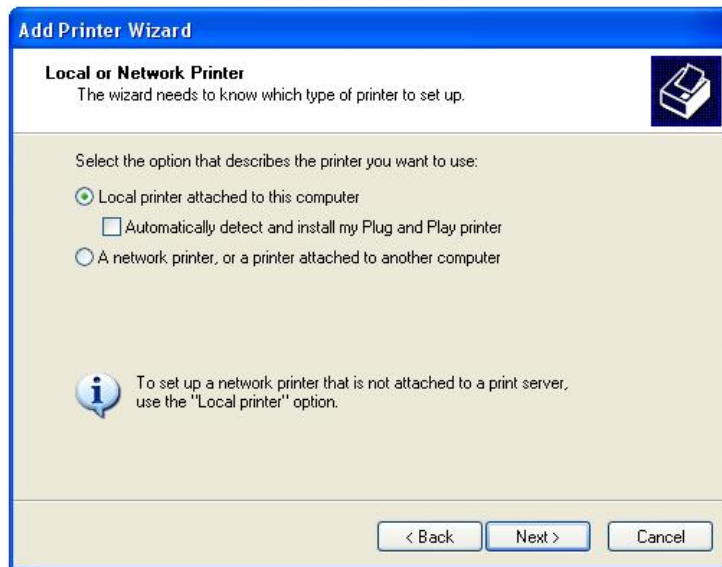 Add Printer Wizard
Local or Network Printer
The wizard needs to know which type of printer to set up.
Select the option that describes the printer you want to use:
Local printer attached to this computer
Automatically detect and install my Plug and Play printer
A network printer, or a printer attached to another computer
To set up a network printer that is not attached to a print server,
use the "Local printer" option.
< Back Next > Cancel